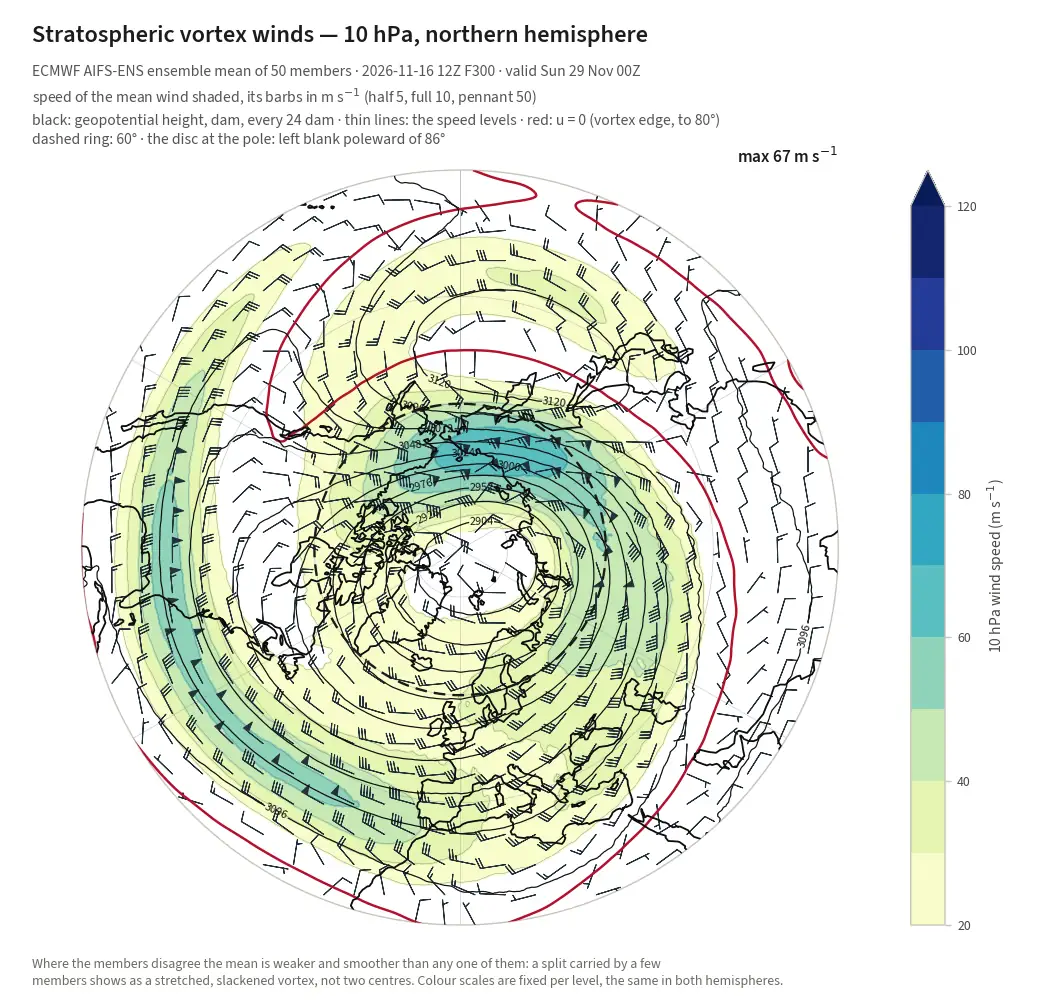 Stratospheric vortex winds — 10 hPa, northern hemisphere
ECMWF AIFS-ENS ensemble mean of 50 members · 2026-11-16 12Z F300 · valid Sun 29 Nov 00Z
speed of the mean wind shaded, its barbs in m s⁻¹ (half 5, full 10, pennant 50)
black: geopotential height, dam, every 24 dam · thin lines: the speed levels · red: u = 0 (vortex edge, to 80°)
dashed ring: 60° · the disc at the pole: left blank poleward of 86°
max 67 m s⁻¹
120
100
80
60
40
20
10 hPa wind speed (m s⁻¹)
3120
3120
3048
3000
2976
2904
3096
3096
Where the members disagree the mean is weaker and smoother than any one of them: a split carried by a few
members shows as a stretched, slackened vortex, not two centres. Colour scales are fixed per level, the same in both hemispheres.